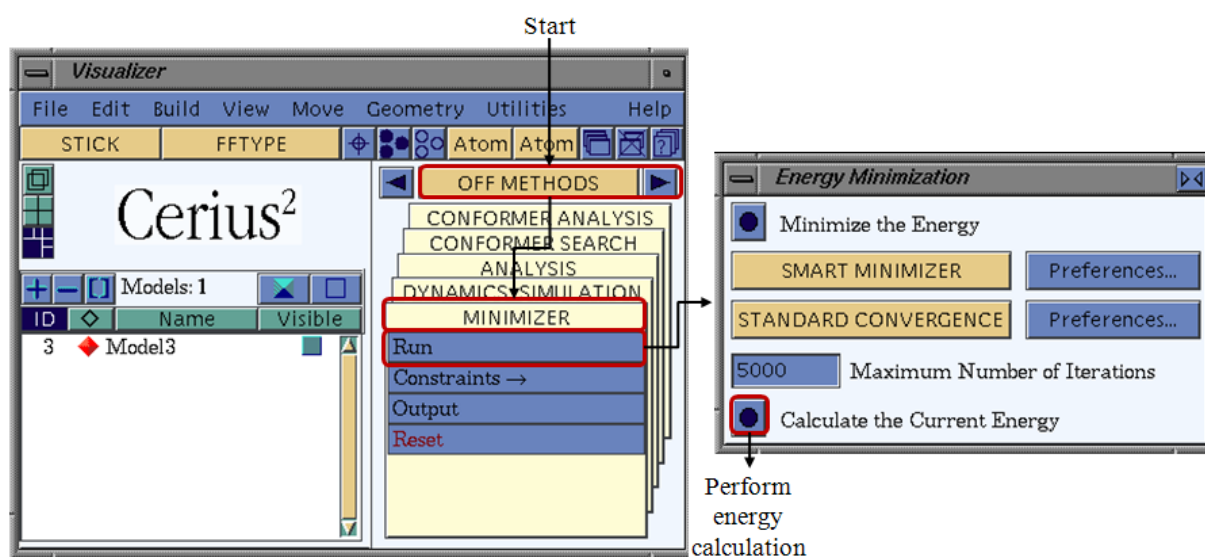 Start
Visualizer
File Edit Build View Move Geometry Utilities Help
STICK FFTYPE Atom Atom ?
Cerius²
OFF METHODS
CONFORMER ANALYSIS
CONFORMER SEARCH
ANALYSIS
DYNAMICS SIMULATION
MINIMIZER
Run
Constraints →
Output
Reset
Models: 1
ID Name Visible
3 Model3
Energy Minimization
Minimize the Energy
SMART MINIMIZER Preferences...
STANDARD CONVERGENCE Preferences...
5000 Maximum Number of Iterations
Calculate the Current Energy
Perform
energy
calculation